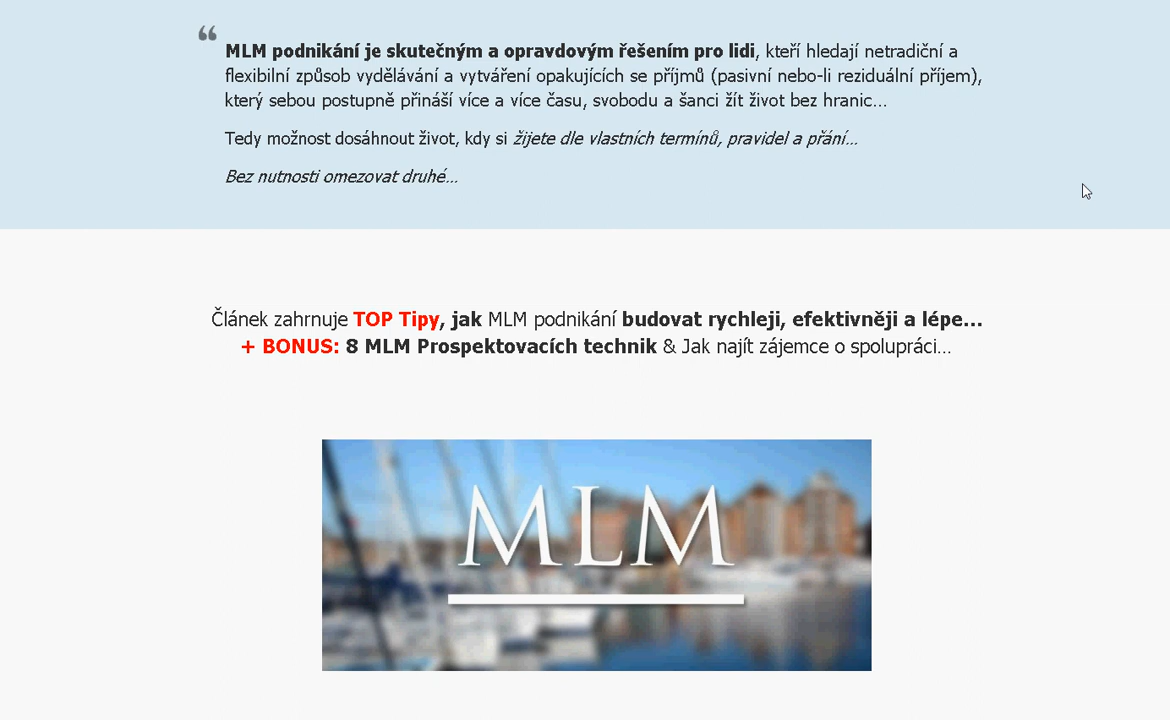 MLM podnikání je skutečným a opravdovým řešením pro lidi, kteří hledají netradiční a
flexibilní způsob vydělávání a vytváření opakujících se příjmů (pasivní nebo-li reziduální příjem),
který sebou postupně přináší více a více času, svobodu a šanci žít život bez hranic...
Tedy možnost dosáhnout život, kdy si žijete dle vlastních termínů, pravidel a přání...
Bez nutnosti omezovat druhé...
Článek zahrnuje TOP Tipy, jak MLM podnikání budovat rychleji, efektivněji a lépe...
+ BONUS: 8 MLM Prospektovacích technik & Jak najít zájemce o spolupráci...
MLM